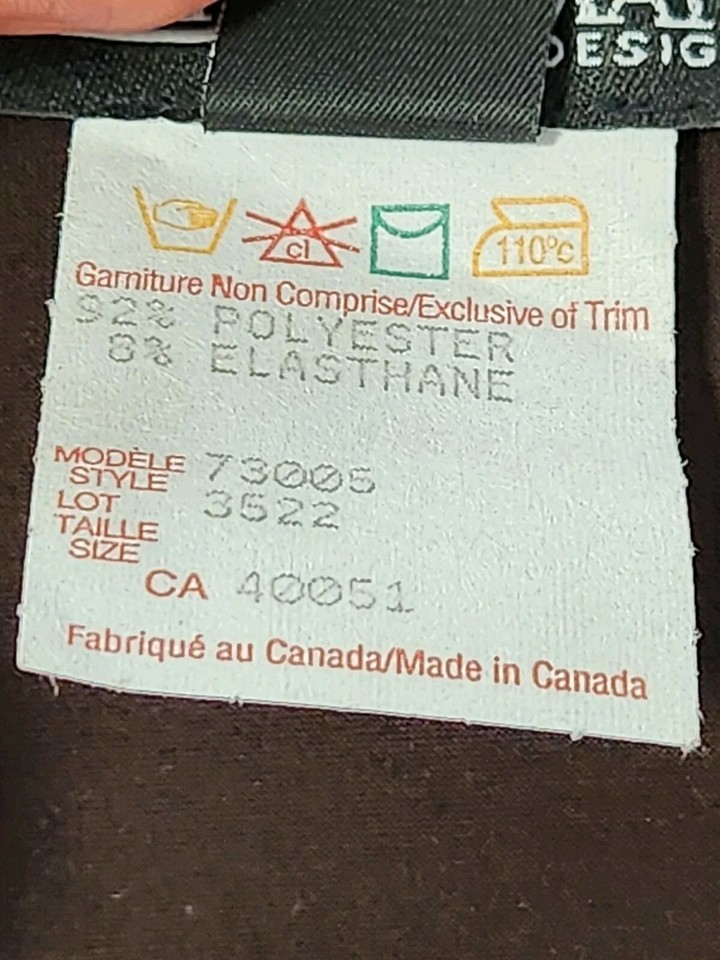 DESIG
cl
110°c
Garniture Non Comprise/Exclusive of Trim
92% POLYESTER
8% ELASTHANE
MODÈLE
STYLE 73005
LOT 3522
TAILLE
SIZE
CA 40051
Fabriqué au Canada/Made in Canada